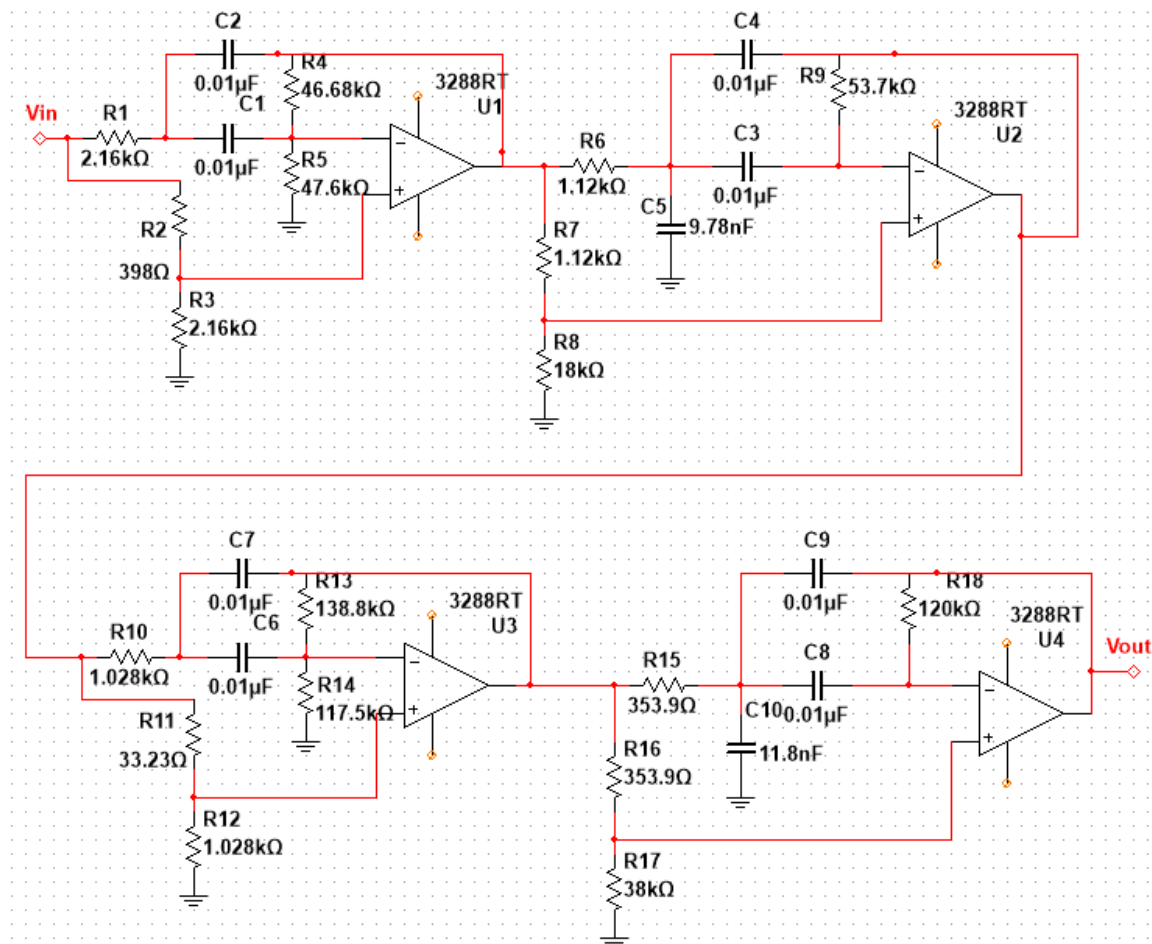 C2
0.01µF
R4
46.68kΩ
C1
0.01µF
3288RT
U1
Vin
R1
2.16kΩ
R5
47.6kΩ
R2
398Ω
R3
2.16kΩ
C4
0.01µF
R9
53.7kΩ
3288RT
U2
R6
1.12kΩ
C3
0.01µF
C5
9.78nF
R7
1.12kΩ
R8
18kΩ
C7
0.01µF
R13
138.8kΩ
C6
0.01µF
3288RT
U3
R10
1.028kΩ
R14
117.5kΩ
R11
33.23Ω
R12
1.028kΩ
C9
0.01µF
R18
120kΩ
3288RT
U4
Vout
R15
353.9Ω
C8
0.01µF
C10
11.8nF
R16
353.9Ω
R17
38kΩ